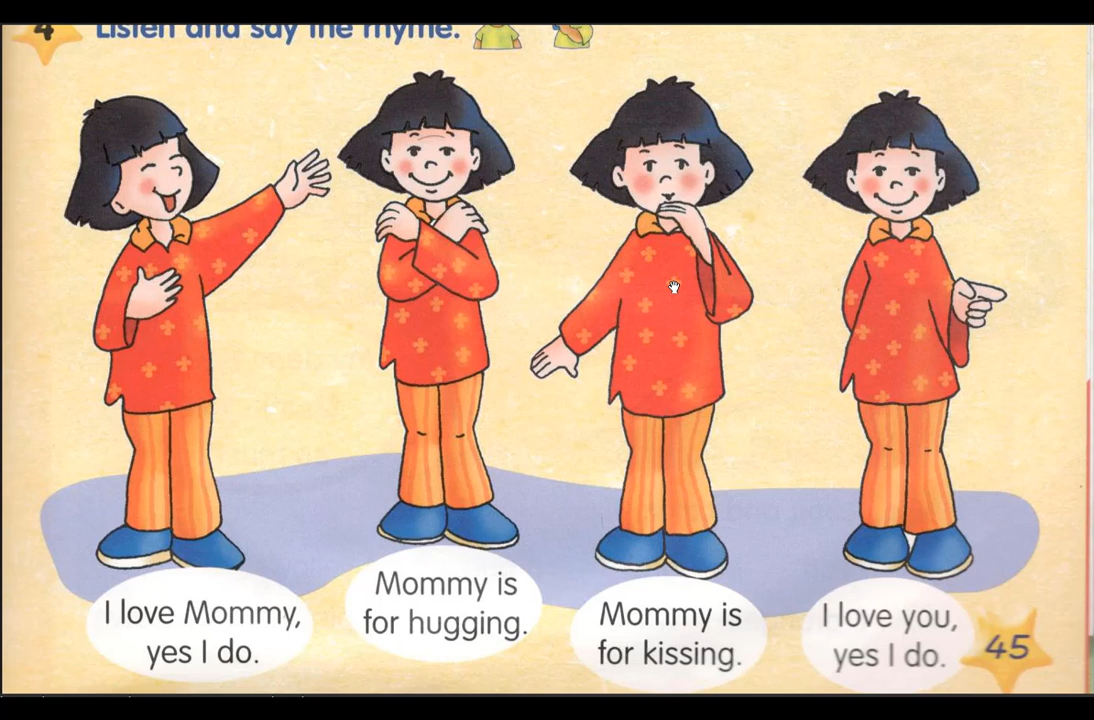 4 Listen and say the rhyme.
I love Mommy,
yes I do.
Mommy is
for hugging.
Mommy is
for kissing.
I love you,
yes I do.
45